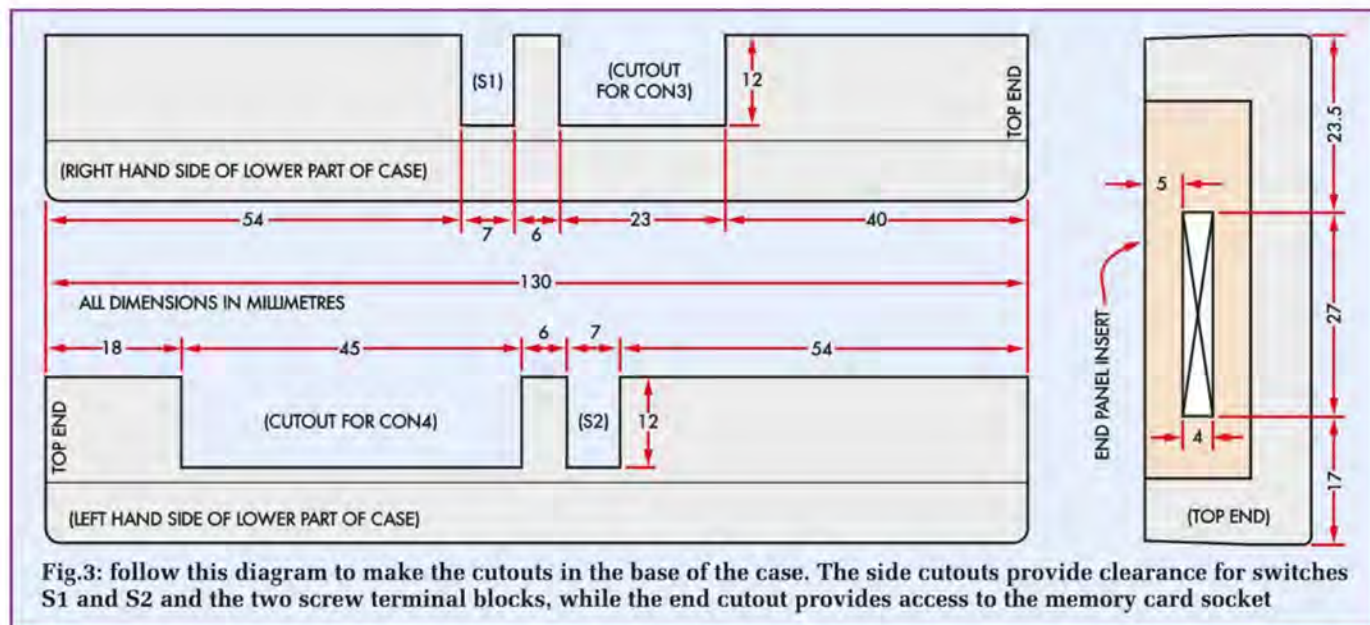 (S1)
(CUTOUT
FOR CON3)
12
TOP END
(RIGHT HAND SIDE OF LOWER PART OF CASE)
54
7
6
23
40
130
ALL DIMENSIONS IN MILLIMETRES
18
45
6
7
54
TOP END
(CUTOUT FOR CON4)
(S2)
12
(LEFT HAND SIDE OF LOWER PART OF CASE)
23.5
5
END PANEL INSERT
27
4
17
(TOP END)
Fig.3: follow this diagram to make the cutouts in the base of the case. The side cutouts provide clearance for switches
S1 and S2 and the two screw terminal blocks, while the end cutout provides access to the memory card socket